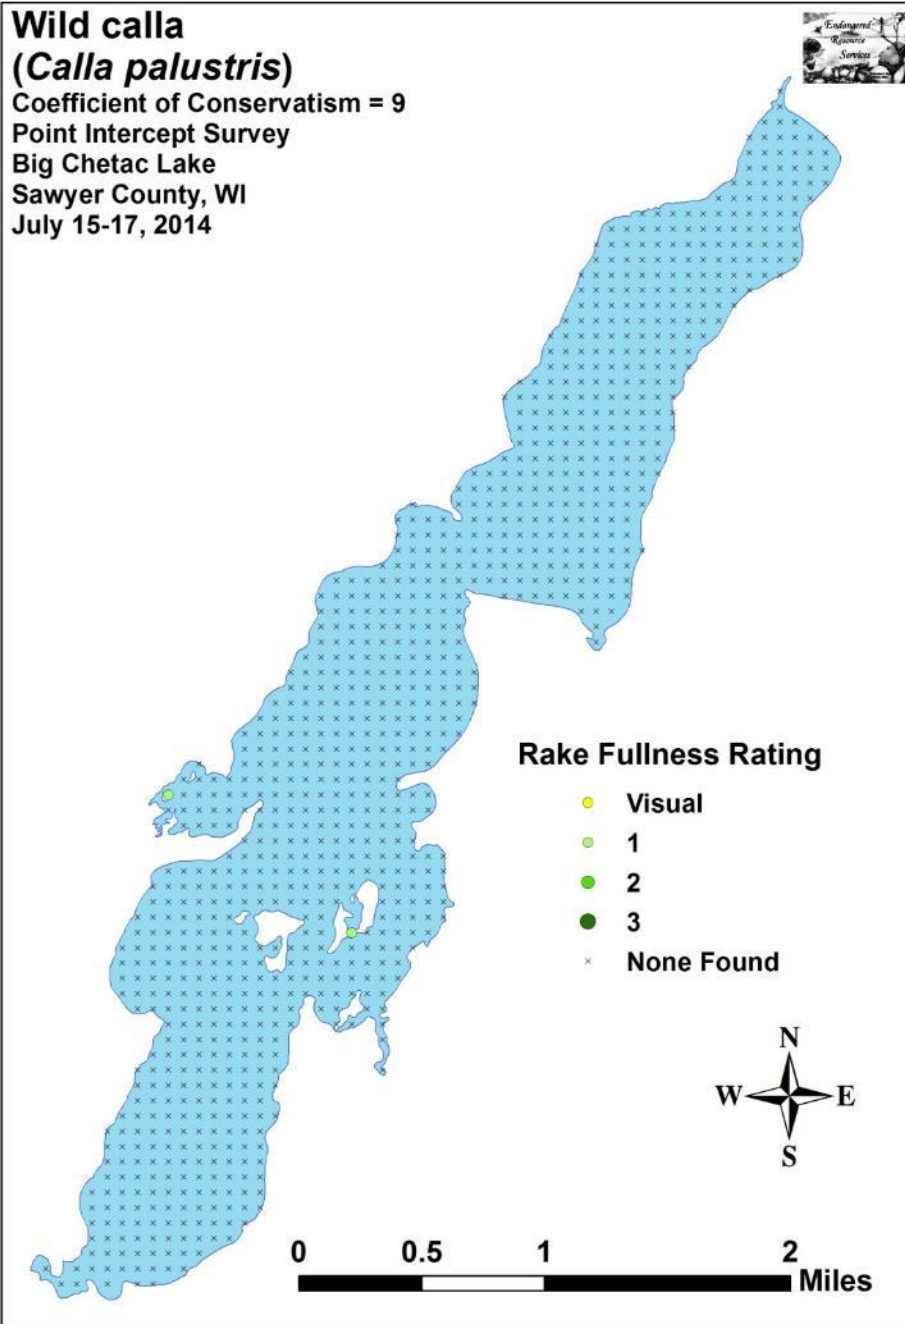 Wild calla
(Calla palustris)
Coefficient of Conservatism = 9
Point Intercept Survey
Big Chetac Lake
Sawyer County, WI
July 15-17, 2014
Endangered
Resource
Services
Rake Fullness Rating
Visual
1
2
3
None Found
N
W E
S
0 0.5 1 2
Miles